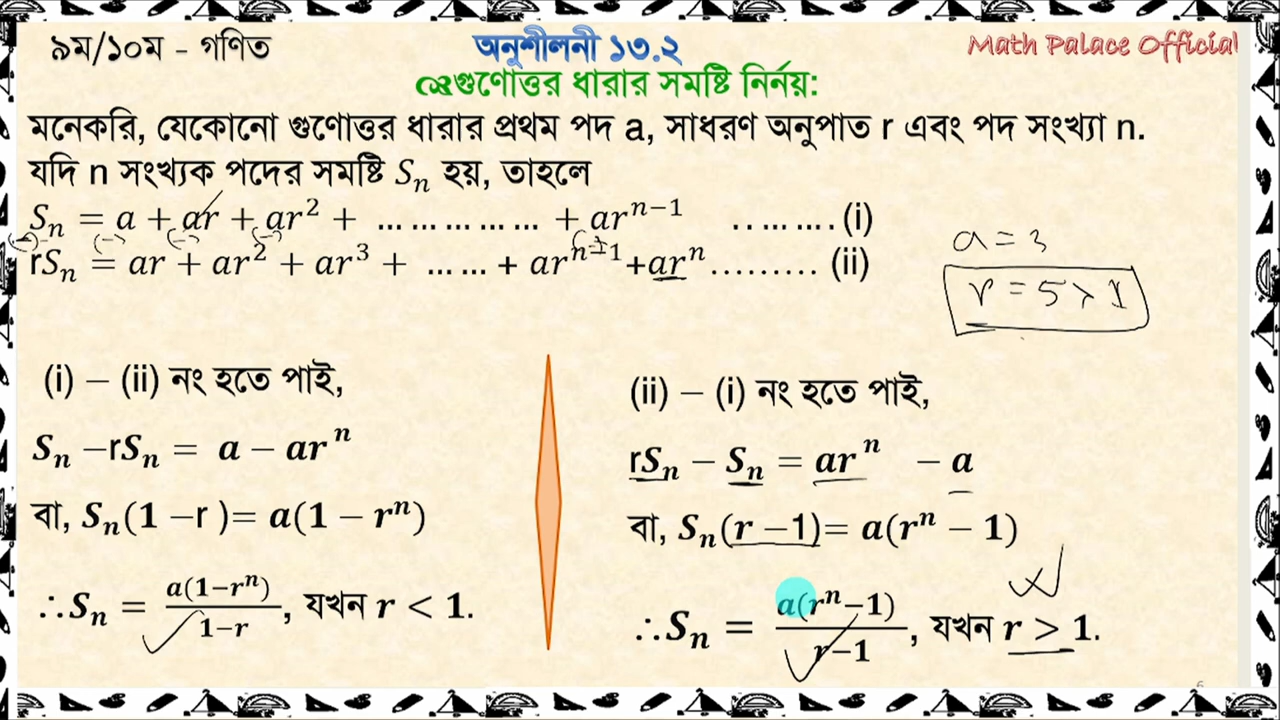 ৯ম/১০ম - গণিত
অনুশীলনী ১৩.২
Math Palace Official
গুণোত্তর ধারার সমষ্টি নির্নয়:
মনেকরি, যেকোনো গুণোত্তর ধারার প্রথম পদ a, সাধরণ অনুপাত r এবং পদ সংখ্যা n.
যদি n সংখ্যক পদের সমষ্টি Sₙ হয়, তাহলে
Sₙ = a + ar + ar² + ... ... ... ... ... + arⁿ⁻¹ .. ... ... . (i)
rSₙ = ar + ar² + ar³ + ... ... + arⁿ⁻¹+arⁿ ......... (ii)
a = 3
r = 5 > 1
(i) − (ii) নং হতে পাই,
Sₙ −rSₙ = a − arⁿ
বা, Sₙ(1 −r )= a(1 − rⁿ)
∴Sₙ = a(1−rⁿ)/1−r, যখন r < 1.
(ii) − (i) নং হতে পাই,
rSₙ − Sₙ = arⁿ − a
বা, Sₙ(r −1)= a(rⁿ − 1)
∴Sₙ = a(rⁿ−1)/r−1, যখন r > 1.